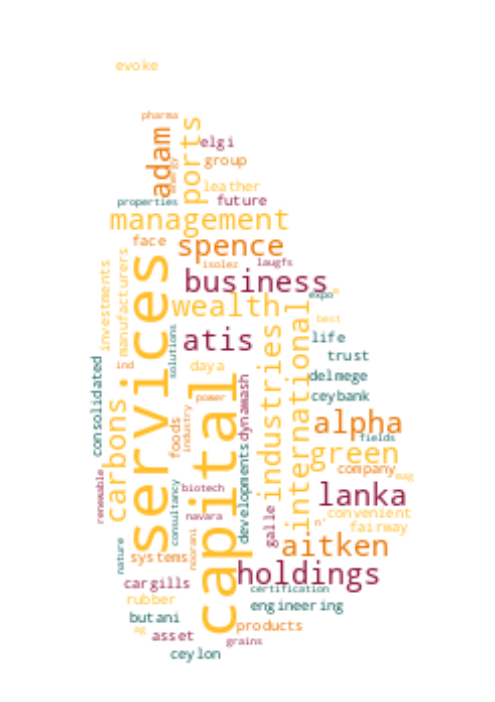 evoke
pharma
adam
energy
ports
elgi
group
leather
properties
future
management
face
spence
isolez
laugfs
investments
manufacturers
services
business
expo
wealth
international
best
solutions
atis
industries
life
trust
consolidated
ind
daya
delmege
capital
dynamash
power
ceybank
carbons.
alpha
foods
industry
fields
developments
green
company
mag
renewable
biotech
lanka
consultancy
navara
galle
n'
convenient
fairway
nature
noorani
aitken
systems
holdings
cargills
certification
rubber
engineering
butani
products
ag
asset
grains
ceylon